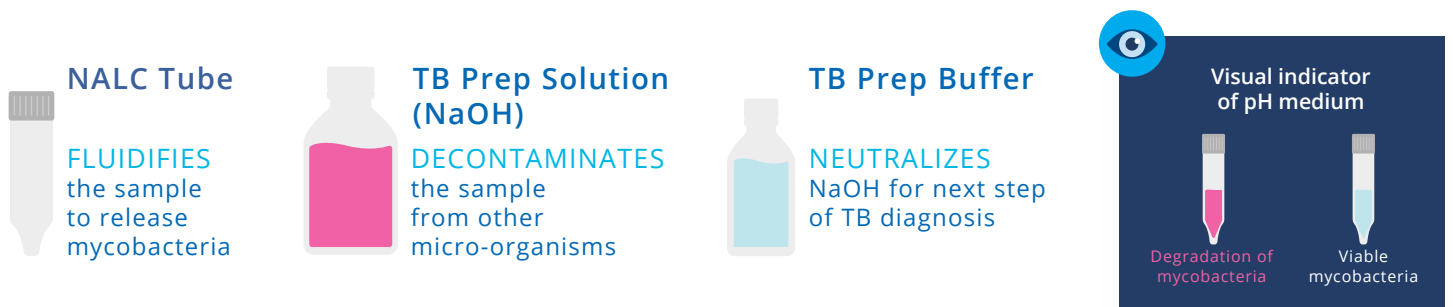 NALC Tube
FLUIDIFIES
the sample
to release
mycobacteria
TB Prep Solution
(NaOH)
DECONTAMINATES
the sample
from other
micro-organisms
TB Prep Buffer
NEUTRALIZES
NaOH for next step
of TB diagnosis
Visual indicator
of pH medium
Degradation of
mycobacteria
Viable
mycobacteria